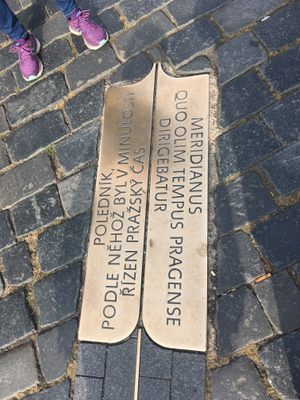 POLEDNÍK,
PODLE NĚHOŽ BYL V MINULOSTI
ŘÍZEN PRAŽSKÝ ČAS
MERIDIANUS
QUO OLIM TEMPUS PRAGENSE
DIRIGEBATUR